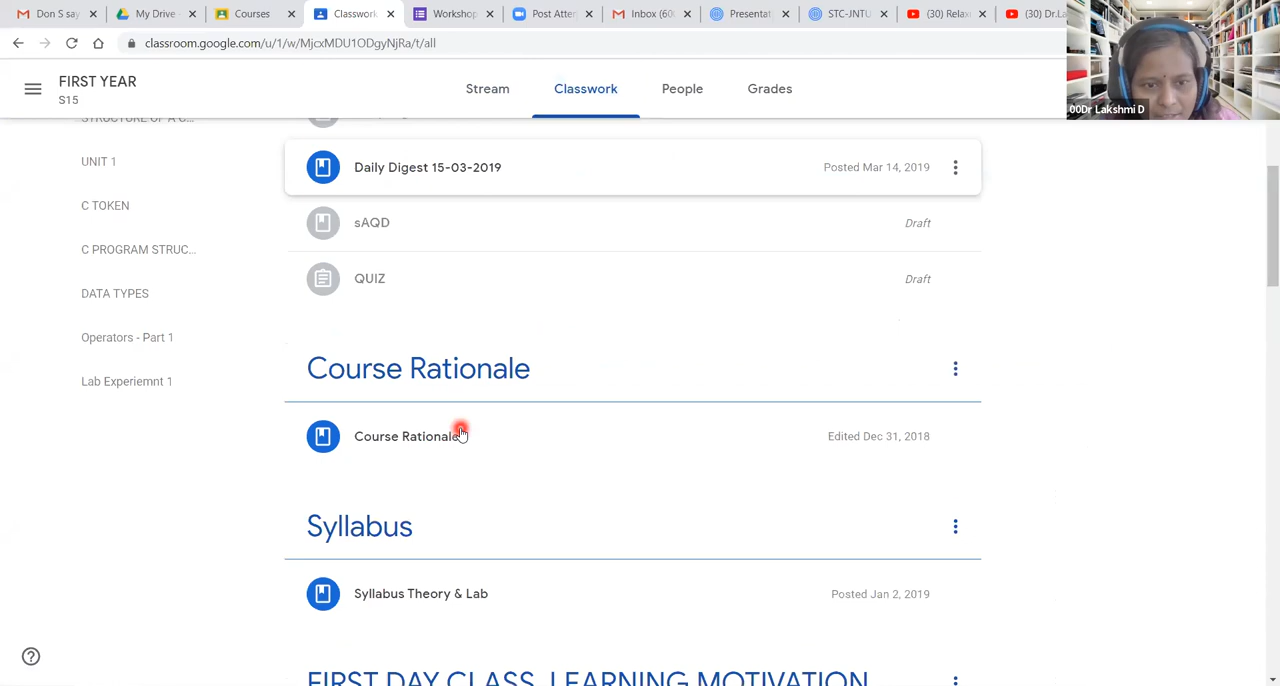 Don S say
My Drive
Courses
Classwork
Workshop
Post Atten
Inbox (60
Presentat
STC-JNTU
(30) Relax
(30) Dr.La
classroom.google.com/u/1/w/MjcxMDU1ODgyNjRa/t/all
FIRST YEAR
S15
Stream
Classwork
People
Grades
00Dr Lakshmi D
STRUCTURE OF A C...
UNIT 1
C TOKEN
C PROGRAM STRUC...
DATA TYPES
Operators - Part 1
Lab Experiemnt 1
Daily Digest 15-03-2019
Posted Mar 14, 2019
sAQD
Draft
QUIZ
Draft
Course Rationale
Course Rationale
Edited Dec 31, 2018
Syllabus
Syllabus Theory & Lab
Posted Jan 2, 2019
FIRST DAY CLASS LEARNING MOTIVATION